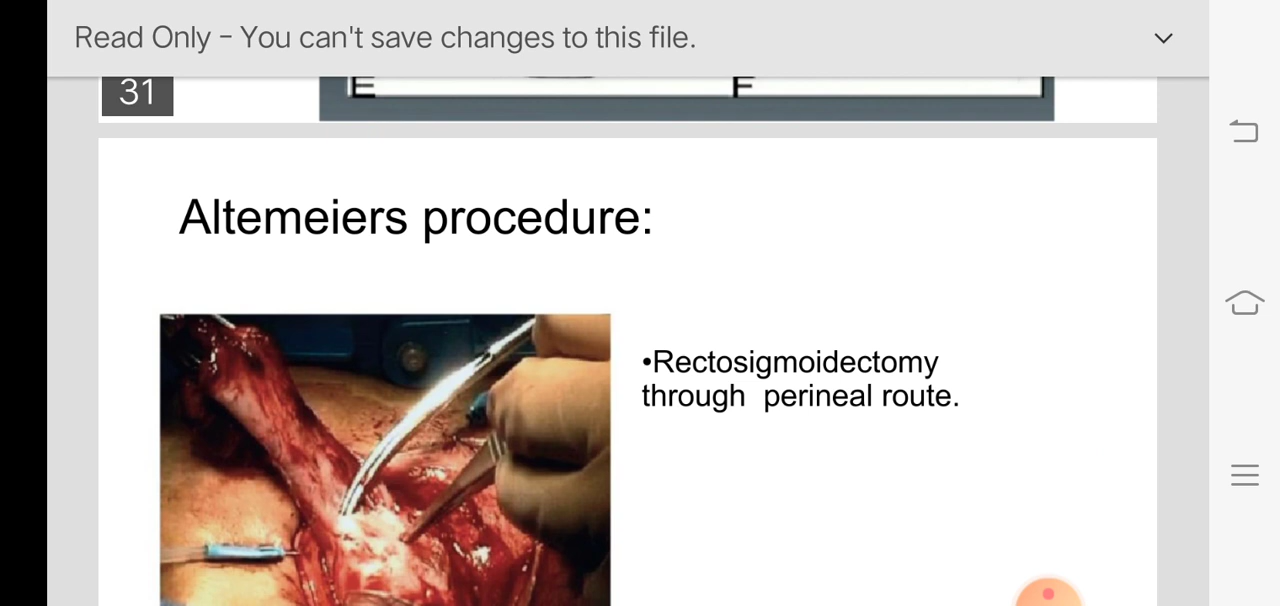 Read Only - You can't save changes to this file.
31
Altemeiers procedure:
•Rectosigmoidectomy
through perineal route.